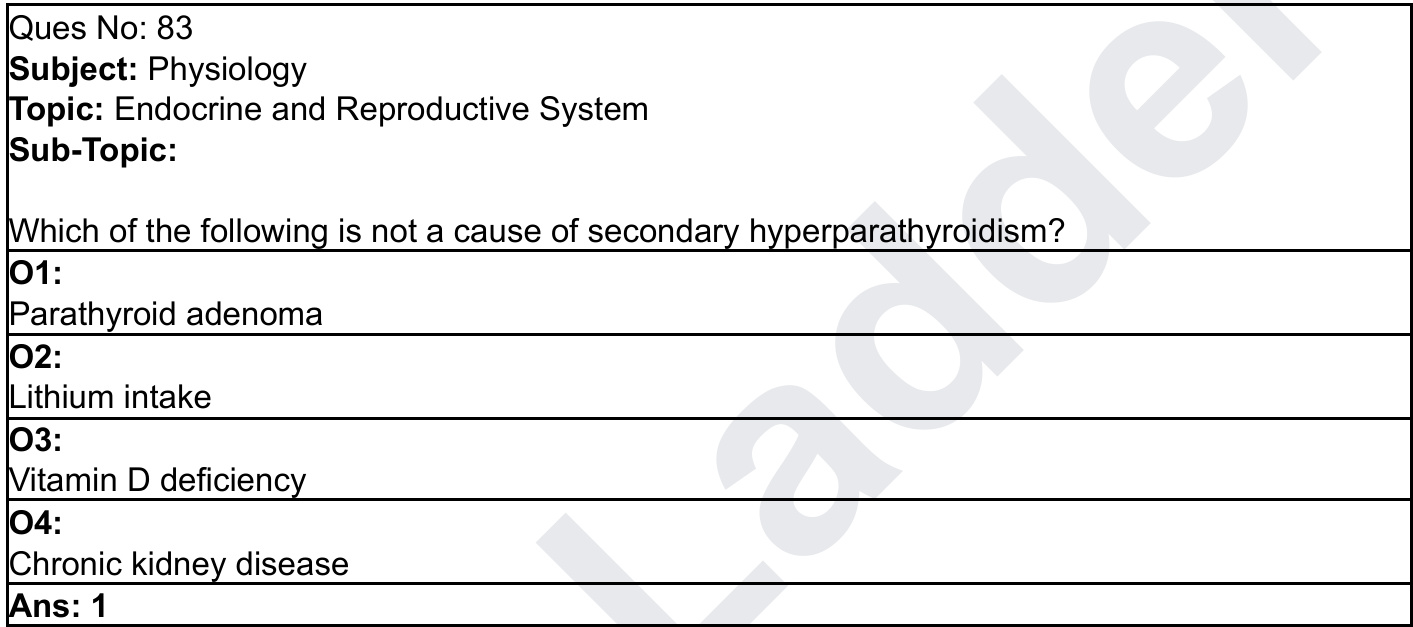 Ques No: 83
Subject: Physiology
Topic: Endocrine and Reproductive System
Sub-Topic:
Which of the following is not a cause of secondary hyperparathyroidism?
O1:
Parathyroid adenoma
O2:
Lithium intake
O3:
Vitamin D deficiency
O4:
Chronic kidney disease
Ans: 1
Ladder